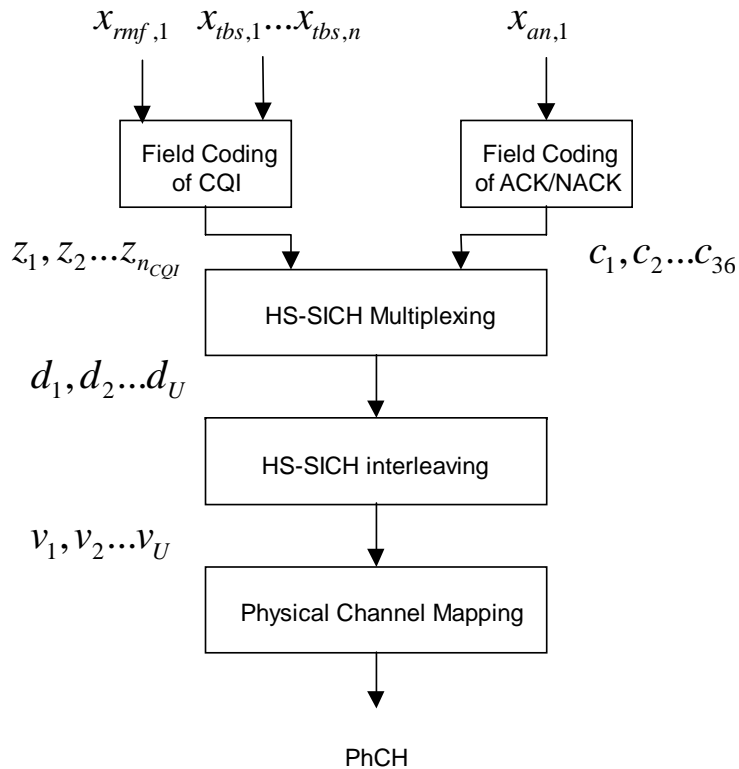 x_{rmf,1} x_{tbs,1}...x_{tbs,n} x_{an,1}
Field Coding
of CQI
Field Coding
of ACK/NACK
z_1, z_2...z_{n_{CQI}}
c_1, c_2...c_{36}
HS-SICH Multiplexing
d_1, d_2...d_U
HS-SICH interleaving
v_1, v_2...v_U
Physical Channel Mapping
PhCH